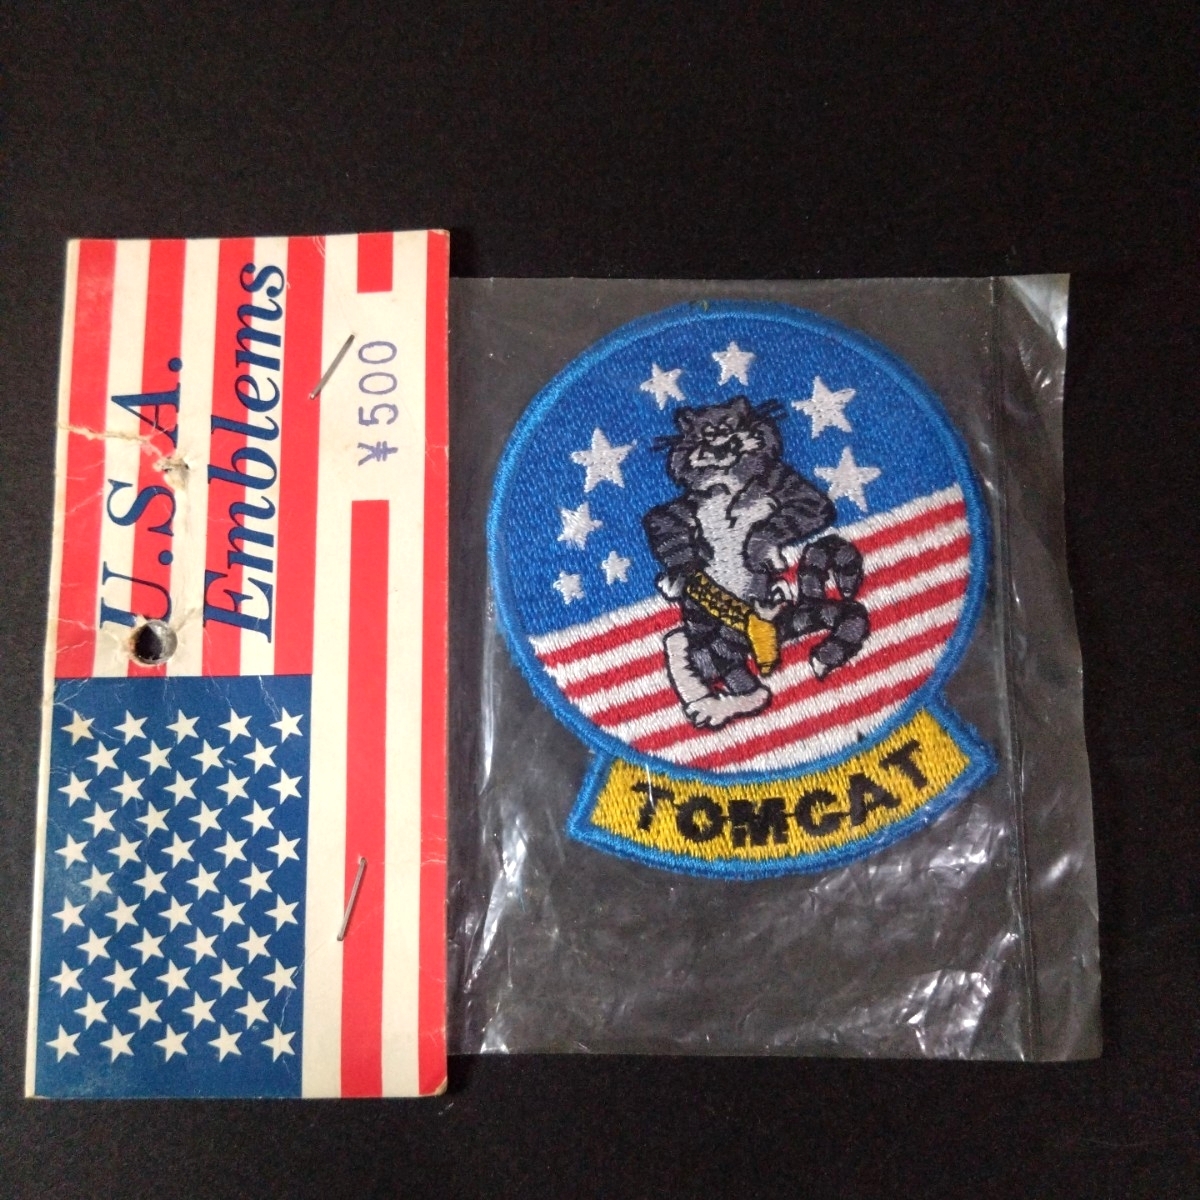 U.S.A.
Emblems
¥500
TOMCAT